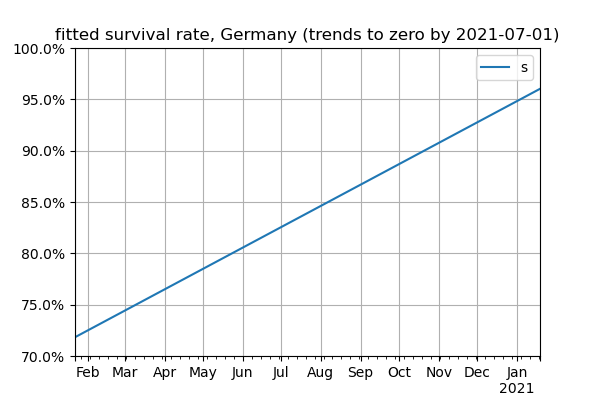 fitted survival rate, Germany (trends to zero by 2021-07-01)
100.0%
95.0%
90.0%
85.0%
80.0%
75.0%
70.0%
s
Feb Mar Apr May Jun Jul Aug Sep Oct Nov Dec Jan
2021